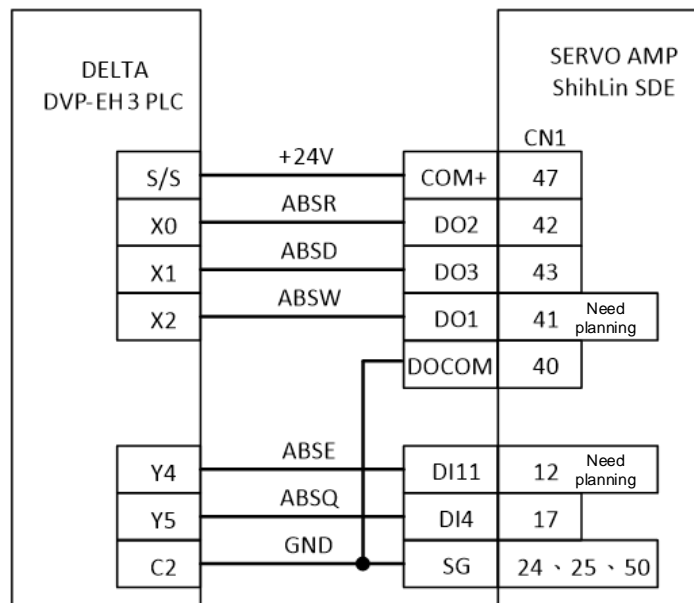 DELTA
DVP-EH3 PLC
SERVO AMP
ShihLin SDE
CN1
S/S +24V COM+ 47
X0 ABSR DO2 42
X1 ABSD DO3 43
X2 ABSW DO1 41 Need planning
DOCOM 40
Y4 ABSE DI11 12 Need planning
Y5 ABSQ DI4 17
C2 GND SG 24、25、50